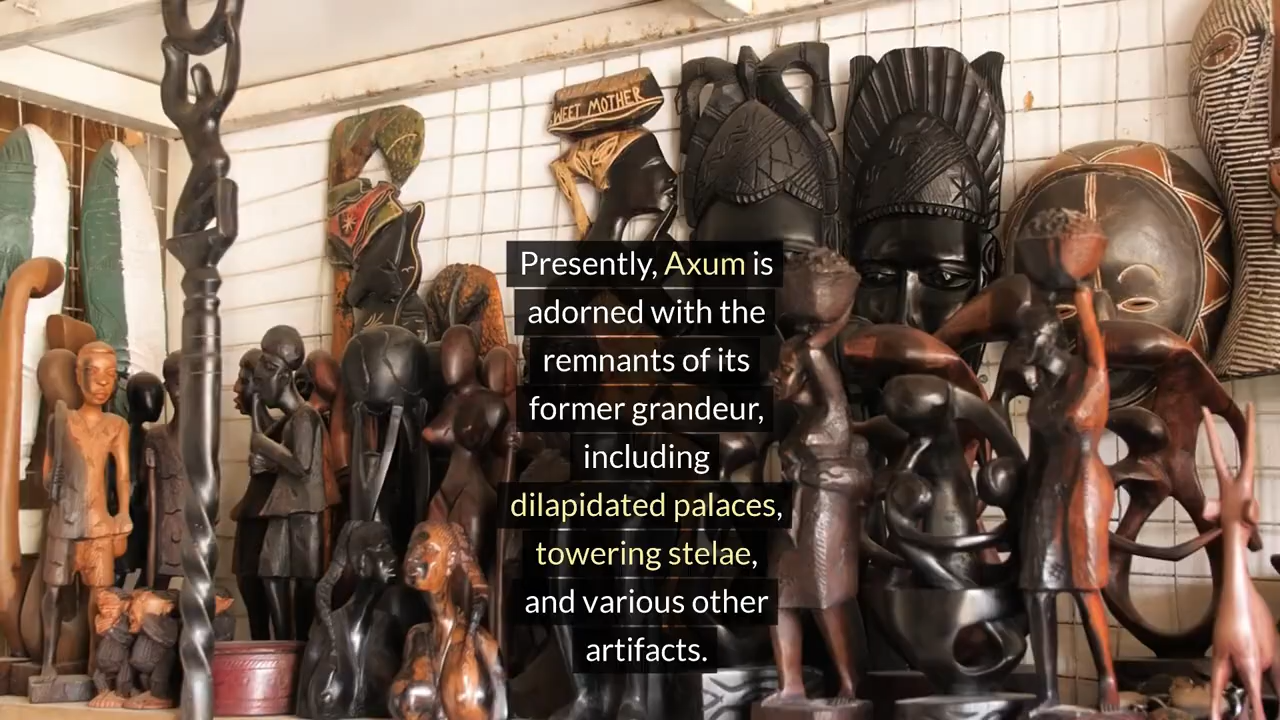 WEET MOTHER
Presently, Axum is
adorned with the
remnants of its
former grandeur,
including
dilapidated palaces,
towering stelae,
and various other
artifacts.